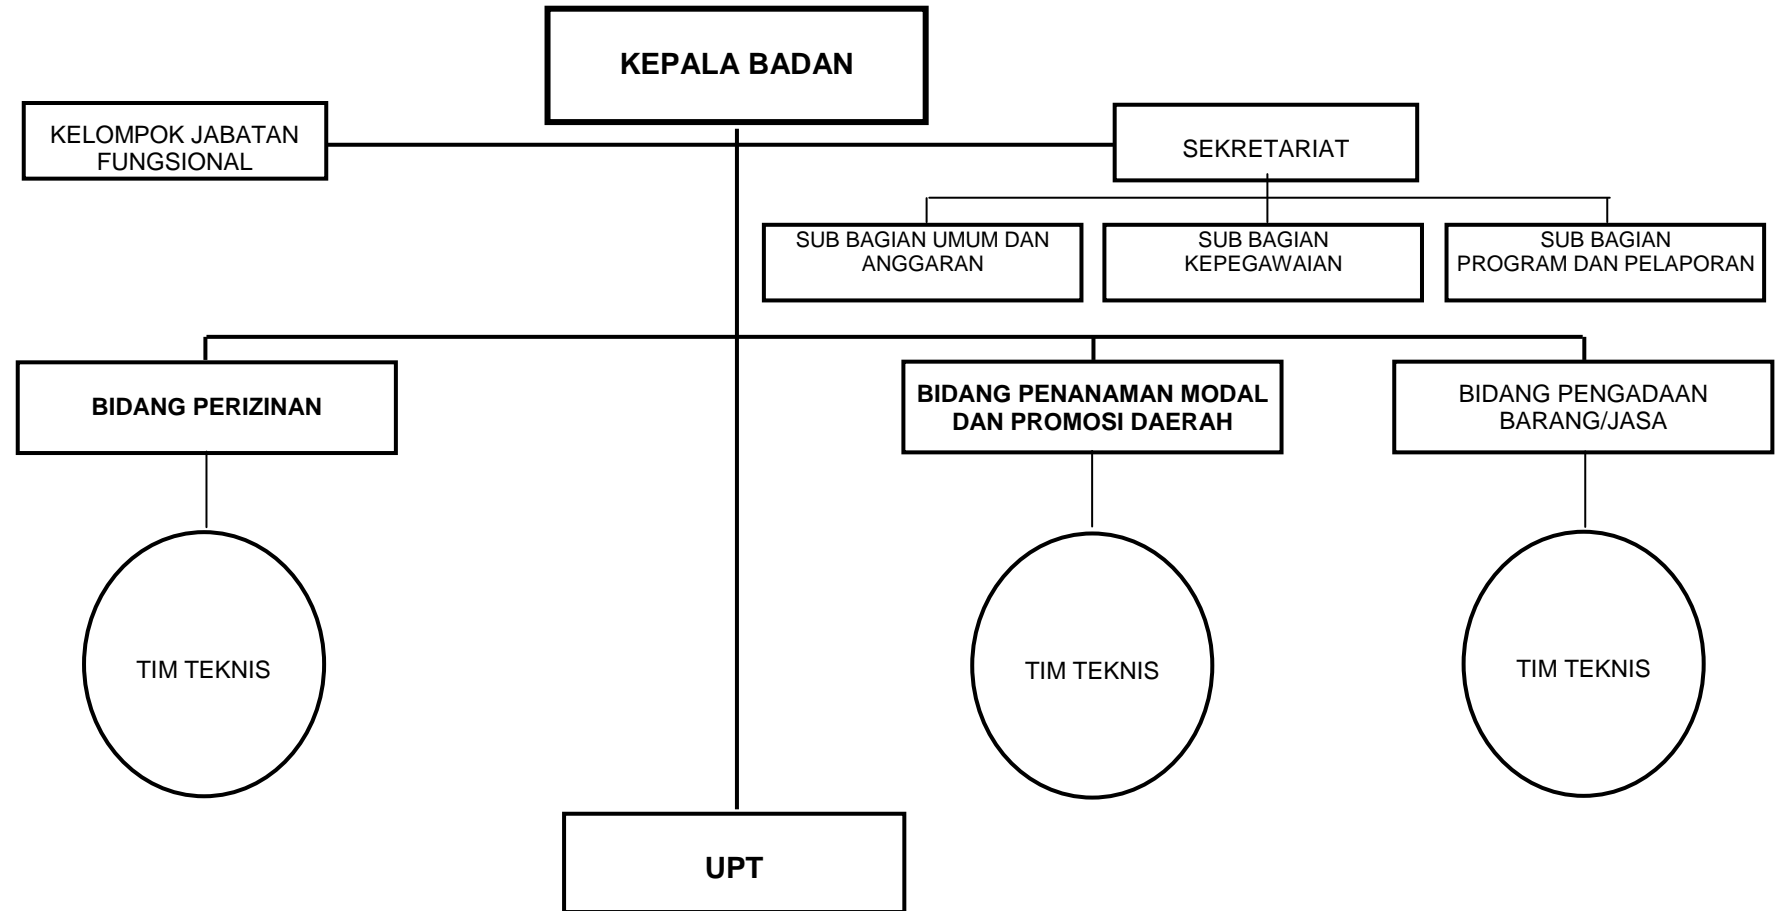 KEPALA BADAN
KELOMPOK JABATAN
FUNGSIONAL
SEKRETARIAT
SUB BAGIAN UMUM DAN
ANGGARAN
SUB BAGIAN
KEPEGAWAIAN
SUB BAGIAN
PROGRAM DAN PELAPORAN
BIDANG PERIZINAN
BIDANG PENANAMAN MODAL
DAN PROMOSI DAERAH
BIDANG PENGADAAN
BARANG/JASA
TIM TEKNIS
TIM TEKNIS
TIM TEKNIS
UPT